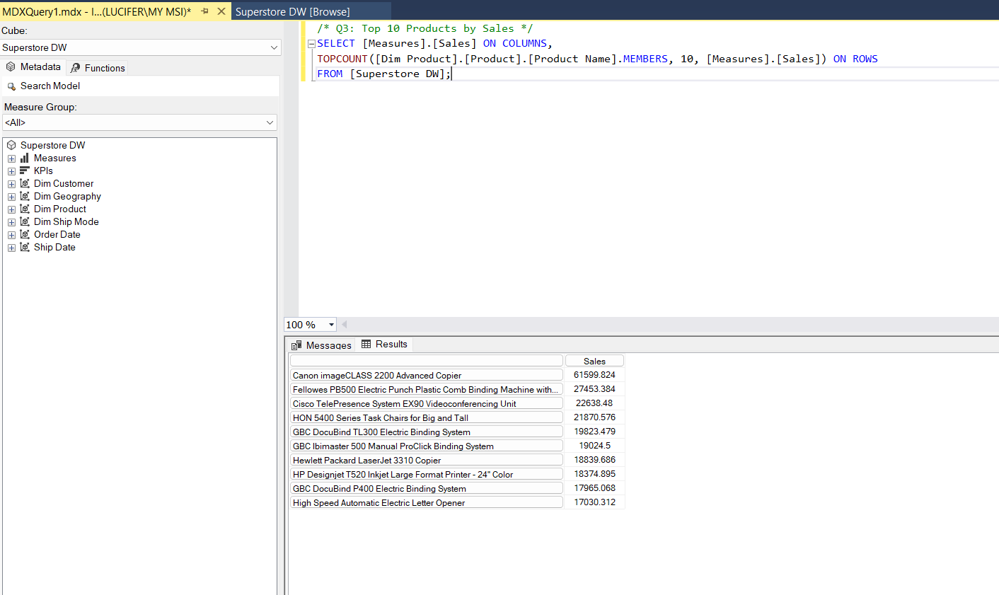 MDXQuery1.mdx - I...(LUCIFER\MY MSI)*
Superstore DW [Browse]
Cube:
Superstore DW
Metadata
Functions
Search Model
Measure Group:
<All>
Superstore DW
Measures
KPIs
Dim Customer
Dim Geography
Dim Product
Dim Ship Mode
Order Date
Ship Date
/* Q3: Top 10 Products by Sales */
SELECT [Measures].[Sales] ON COLUMNS,
TOPCOUNT([Dim Product].[Product].[Product Name].MEMBERS, 10, [Measures].[Sales]) ON ROWS
FROM [Superstore DW];
100 %
Messages
Results
Sales
Canon imageCLASS 2200 Advanced Copier 61599.824
Fellowes PB500 Electric Punch Plastic Comb Binding Machine with... 27453.384
Cisco TelePresence System EX90 Videoconferencing Unit 22638.48
HON 5400 Series Task Chairs for Big and Tall 21870.576
GBC DocuBind TL300 Electric Binding System 19823.479
GBC Ibimaster 500 Manual ProClick Binding System 19024.5
Hewlett Packard LaserJet 3310 Copier 18839.686
HP Designjet T520 Inkjet Large Format Printer - 24" Color 18374.895
GBC DocuBind P400 Electric Binding System 17965.068
High Speed Automatic Electric Letter Opener 17030.312